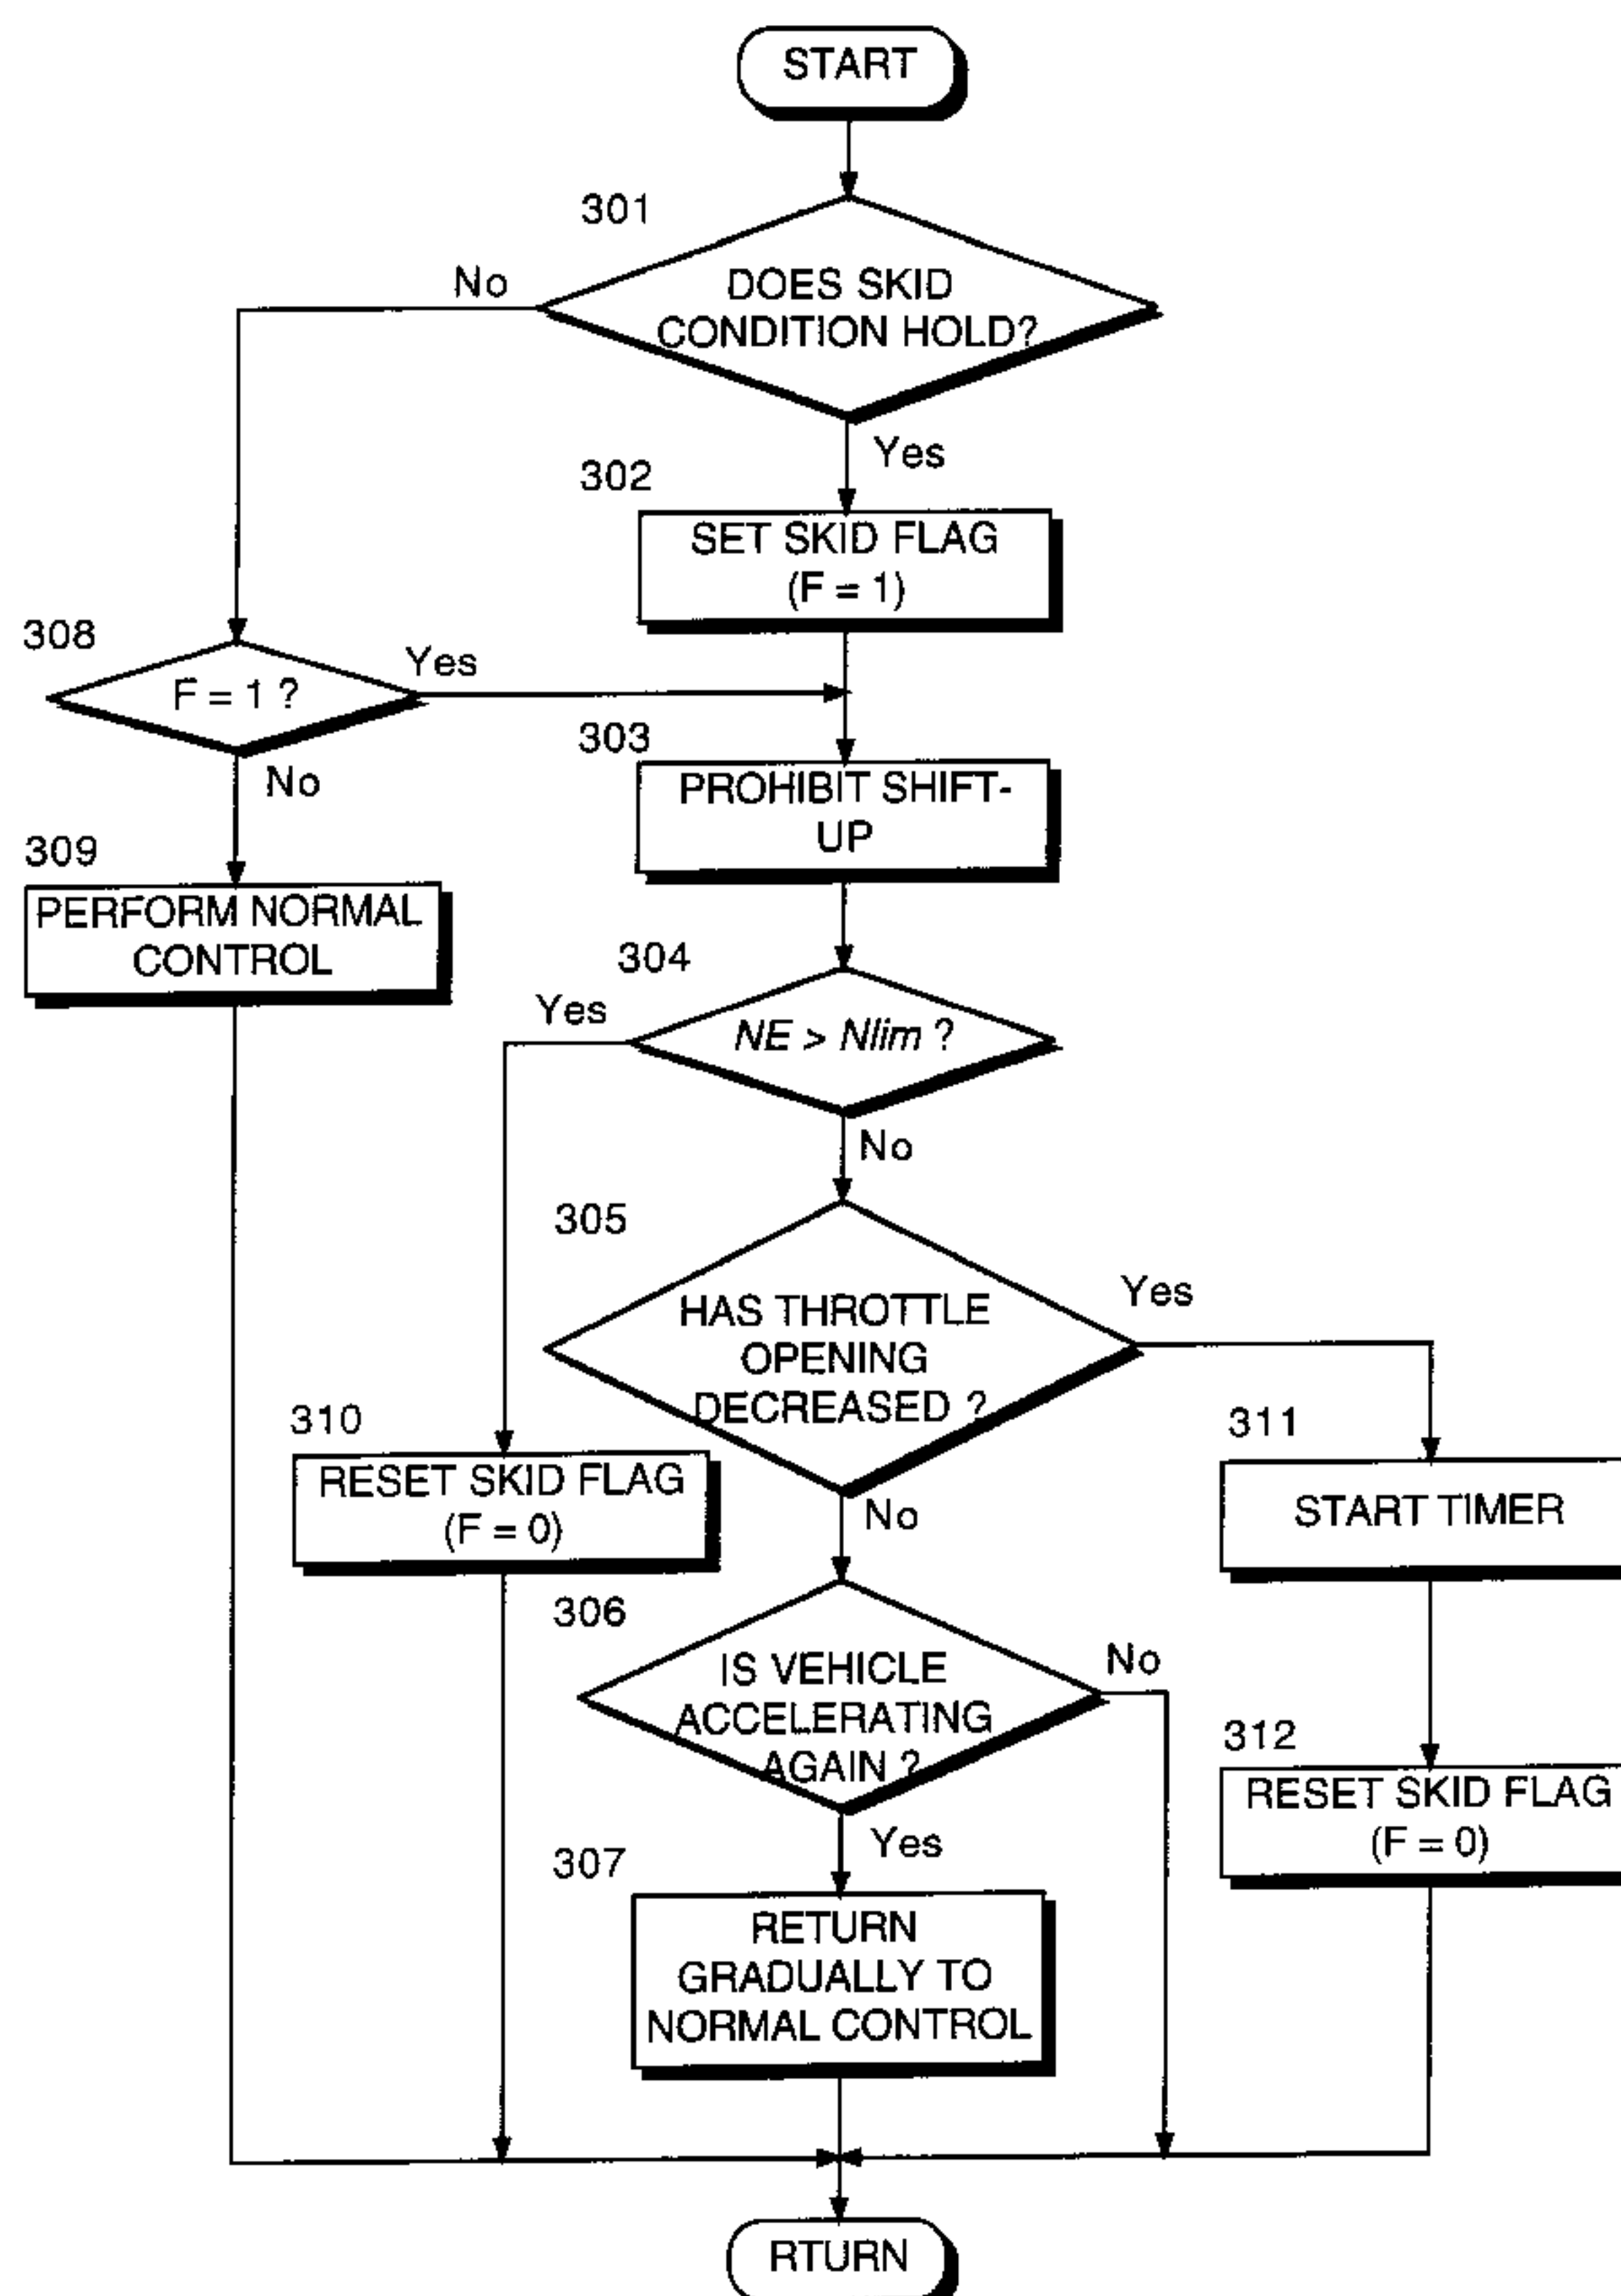 START
301
No
DOES SKID
CONDITION HOLD?
Yes
302
SET SKID FLAG
(F = 1)
308
F = 1 ?
Yes
No
303
PROHIBIT SHIFT-
UP
309
PERFORM NORMAL
CONTROL
304
Yes
NE > Nlim ?
No
305
HAS THROTTLE
OPENING
DECREASED ?
Yes
No
310
RESET SKID FLAG
(F = 0)
311
START TIMER
306
IS VEHICLE
ACCELERATING
AGAIN ?
No
Yes
312
RESET SKID FLAG
(F = 0)
307
RETURN
GRADUALLY TO
NORMAL CONTROL
RTURN